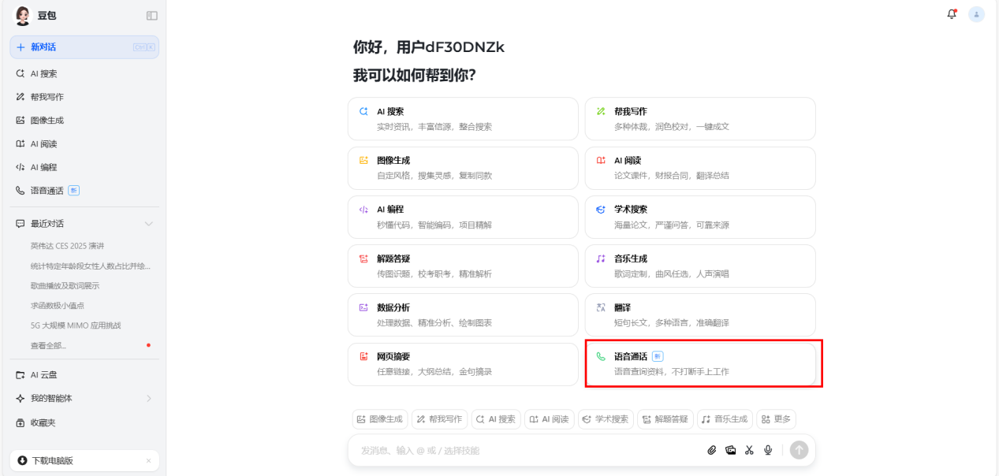 豆包
新对话
Ctrl K
AI 搜索
帮我写作
图像生成
AI 阅读
AI 编程
语音通话 新
最近对话
英伟达 CES 2025 演讲
统计特定年龄段女性人数占比并绘...
歌曲播放及歌词展示
求函数极小值点
5G 大规模 MIMO 应用挑战
查看全部...
AI 云盘
我的智能体
收藏夹
下载电脑版
你好，用户dF30DNZk
我可以如何帮到你？
AI 搜索
实时资讯，丰富信源，整合搜索
帮我写作
多种体裁，润色校对，一键成文
图像生成
自定风格，搜集灵感，复制同款
AI 阅读
论文课件，财报合同，翻译总结
AI 编程
秒懂代码，智能编码，项目精解
学术搜索
海量论文，严谨问答，可靠来源
解题答疑
传图识题，校考职考，精准解析
音乐生成
歌词定制，曲风任选，人声演唱
数据分析
处理数据、精准分析、绘制图表
翻译
短句长文，多种语言，准确翻译
网页摘要
任意链接，大纲总结，金句摘录
语音通话 新
语音查询资料，不打断手上工作
图像生成 帮我写作 AI 搜索 AI 阅读 学术搜索 解题答疑 音乐生成 更多
发消息、输入 @ 或 / 选择技能